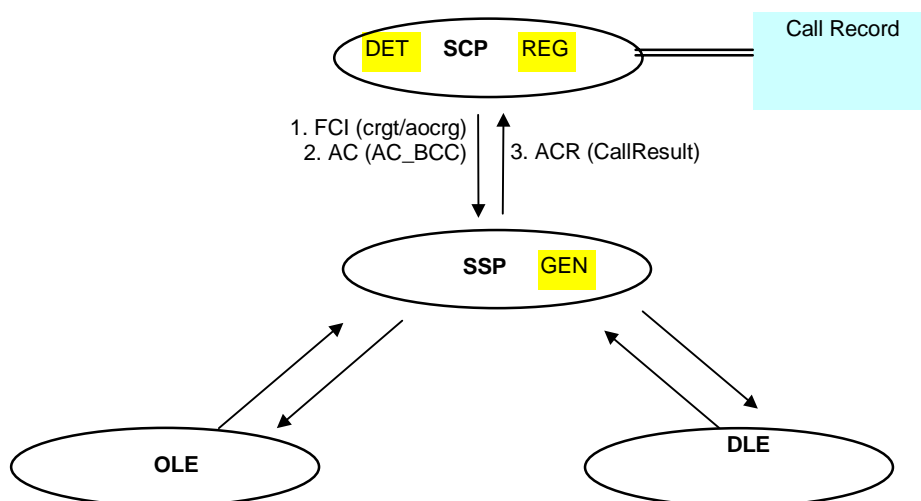 DET SCP REG
Call Record
1. FCI (crgt/aocrg)
2. AC (AC_BCC)
3. ACR (CallResult)
SSP GEN
OLE
DLE